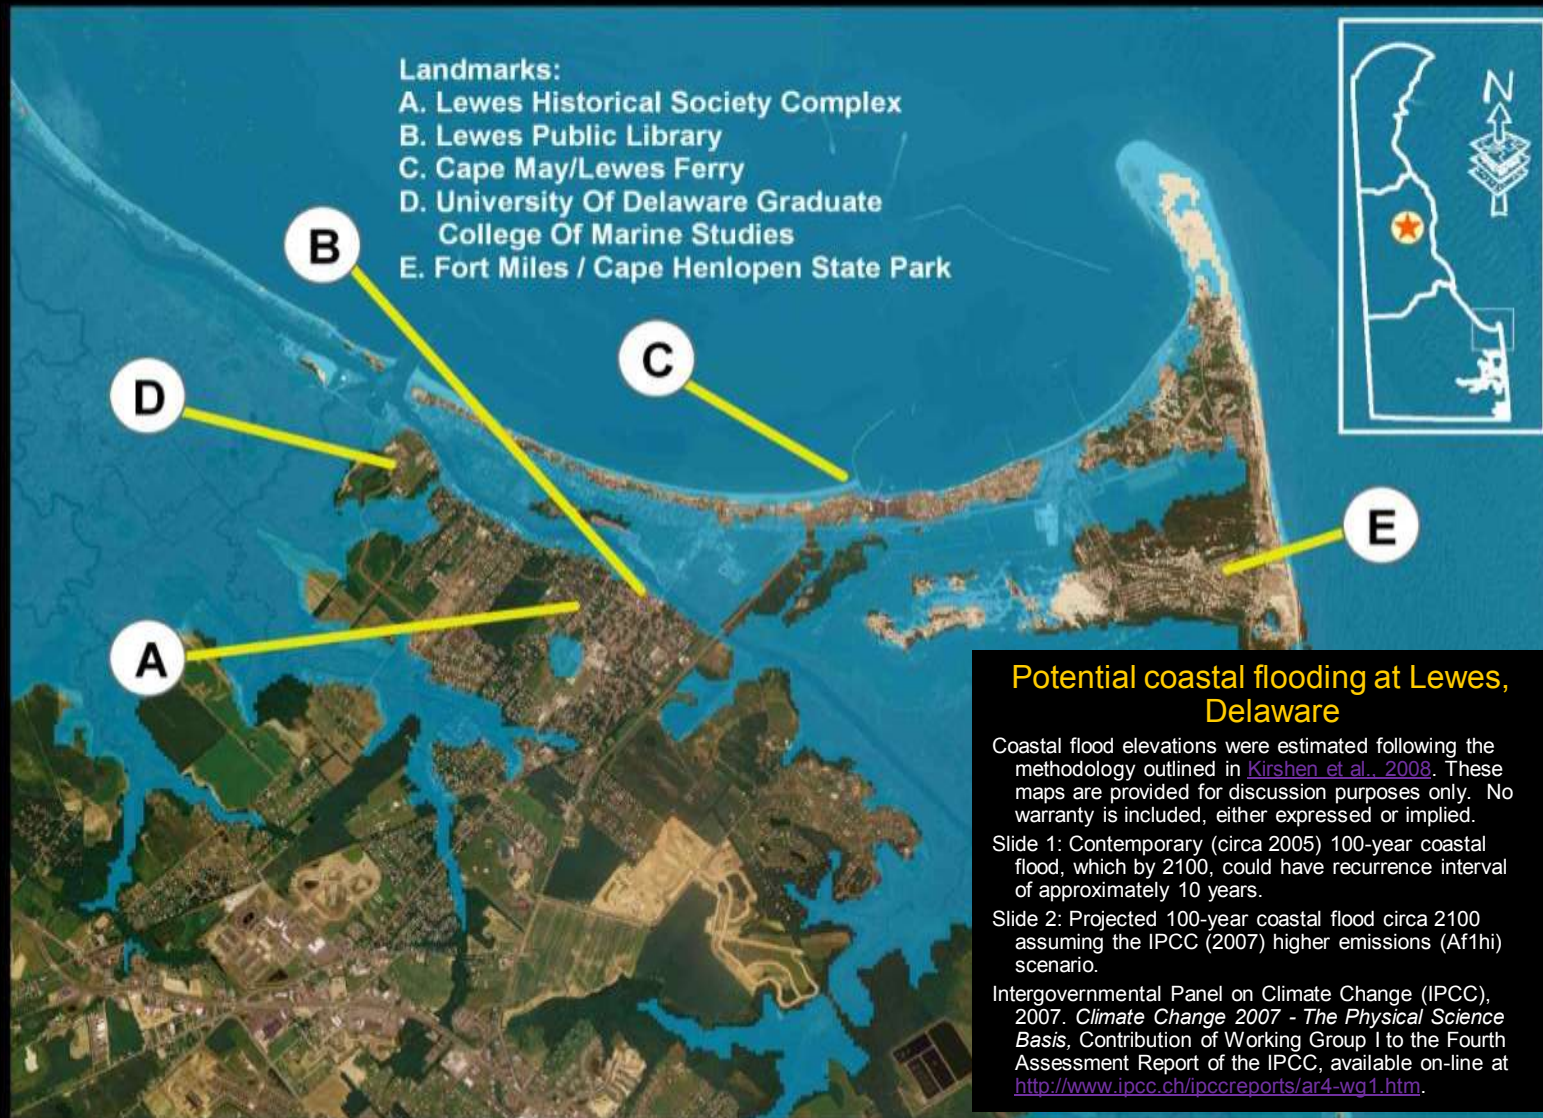 Landmarks:
A. Lewes Historical Society Complex
B. Lewes Public Library
C. Cape May/Lewes Ferry
D. University Of Delaware Graduate
College Of Marine Studies
E. Fort Miles / Cape Henlopen State Park
N
B
C
D
E
A
Potential coastal flooding at Lewes,
Delaware
Coastal flood elevations were estimated following the
methodology outlined in Kirshen et al., 2008. These
maps are provided for discussion purposes only. No
warranty is included, either expressed or implied.
Slide 1: Contemporary (circa 2005) 100-year coastal
flood, which by 2100, could have recurrence interval
of approximately 10 years.
Slide 2: Projected 100-year coastal flood circa 2100
assuming the IPCC (2007) higher emissions (Af1hi)
scenario.
Intergovernmental Panel on Climate Change (IPCC),
2007. Climate Change 2007 - The Physical Science
Basis, Contribution of Working Group I to the Fourth
Assessment Report of the IPCC, available on-line at
http://www.ipcc.ch/ipccreports/ar4-wg1.htm.